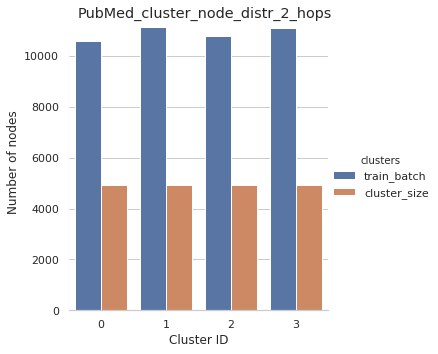 PubMed_cluster_node_distr_2_hops
10000
8000
6000
4000
2000
0
Number of nodes
0 1 2 3
Cluster ID
clusters
train_batch
cluster_size